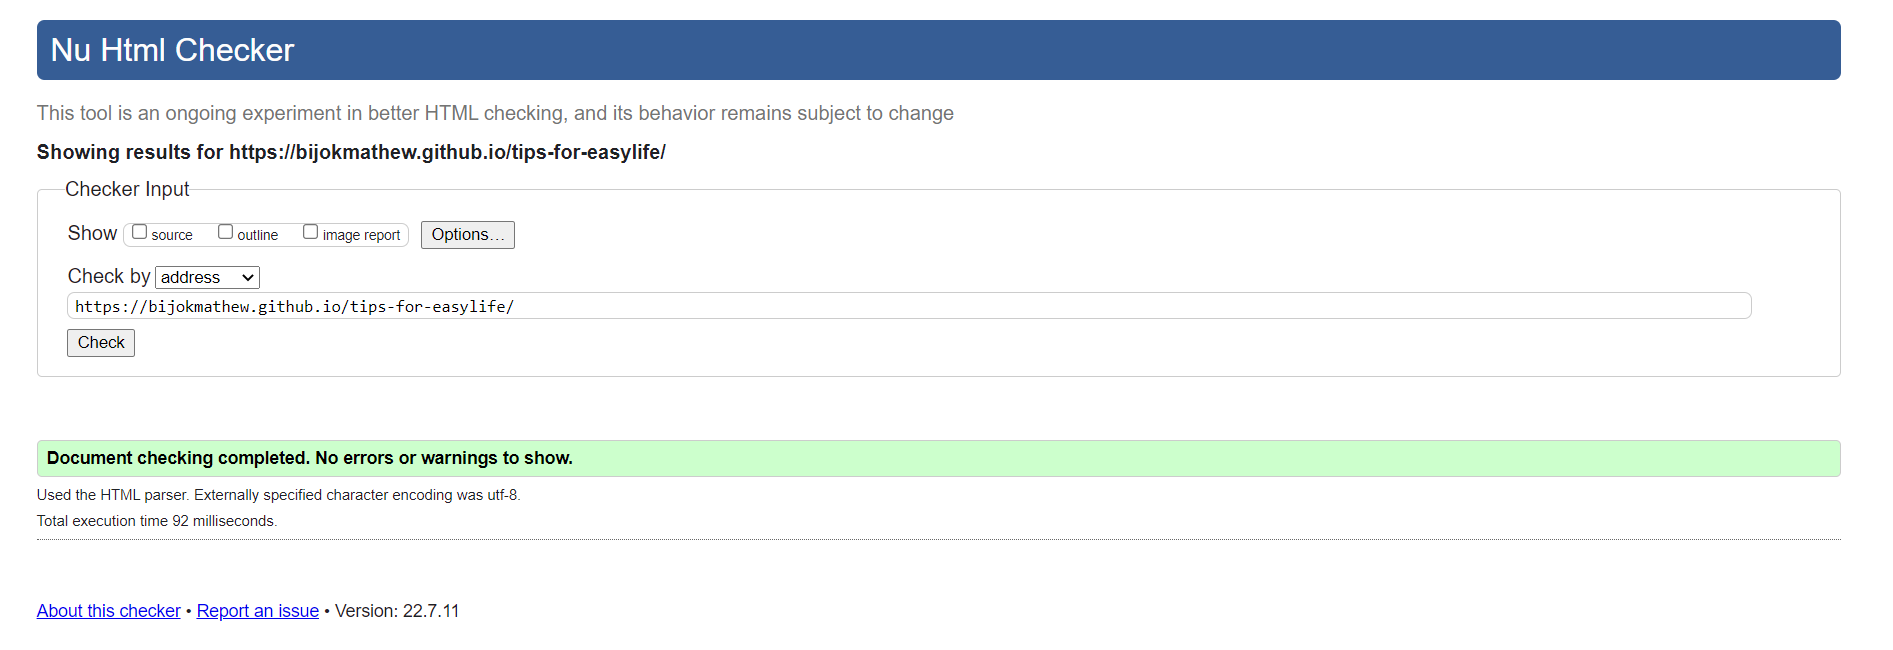 Nu Html Checker
This tool is an ongoing experiment in better HTML checking, and its behavior remains subject to change
Showing results for https://bijokmathew.github.io/tips-for-easylife/
Checker Input
Show source outline image report Options…
Check by address
https://bijokmathew.github.io/tips-for-easylife/
Check
Document checking completed. No errors or warnings to show.
Used the HTML parser. Externally specified character encoding was utf-8.
Total execution time 92 milliseconds.
About this checker • Report an issue • Version: 22.7.11